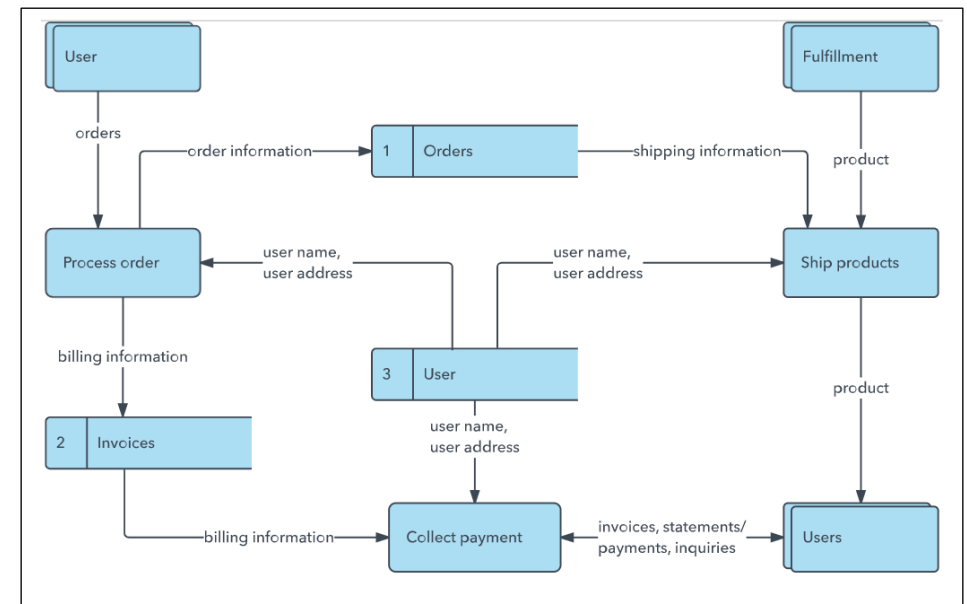 User
Fulfillment
orders
order information
1
Orders
shipping information
product
Process order
user name,
user address
user name,
user address
Ship products
billing information
3
User
product
user name,
user address
2
Invoices
billing information
Collect payment
invoices, statements/
payments, inquiries
Users